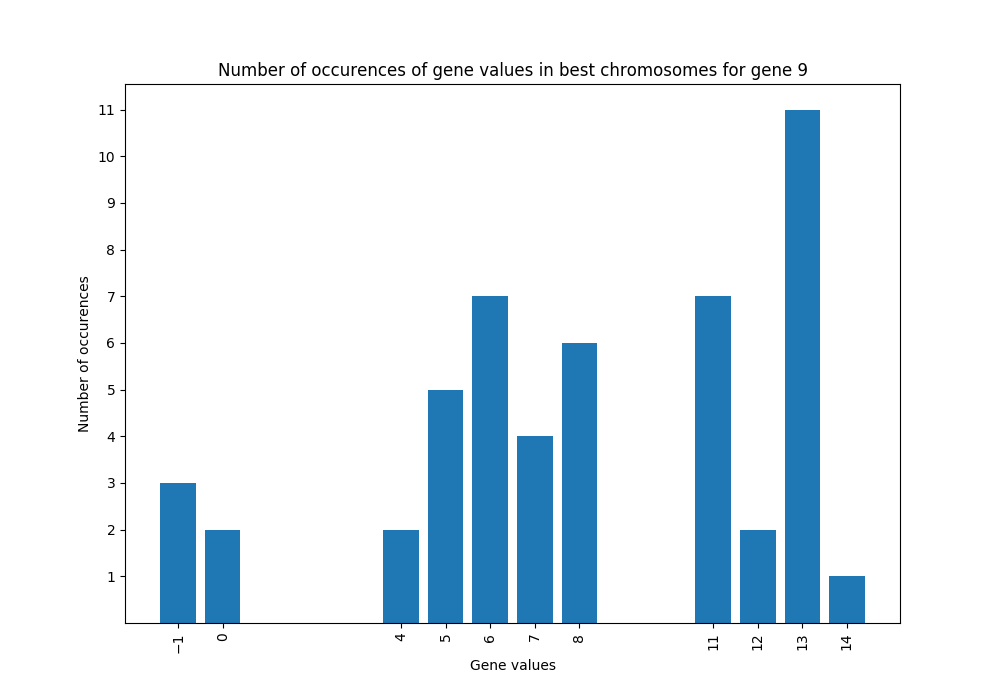 Number of occurences of gene values in best chromosomes for gene 9
11
10
9
8
7
6
5
4
3
2
1
Number of occurences
−1 0 4 5 6 7 8 11 12 13 14
Gene values